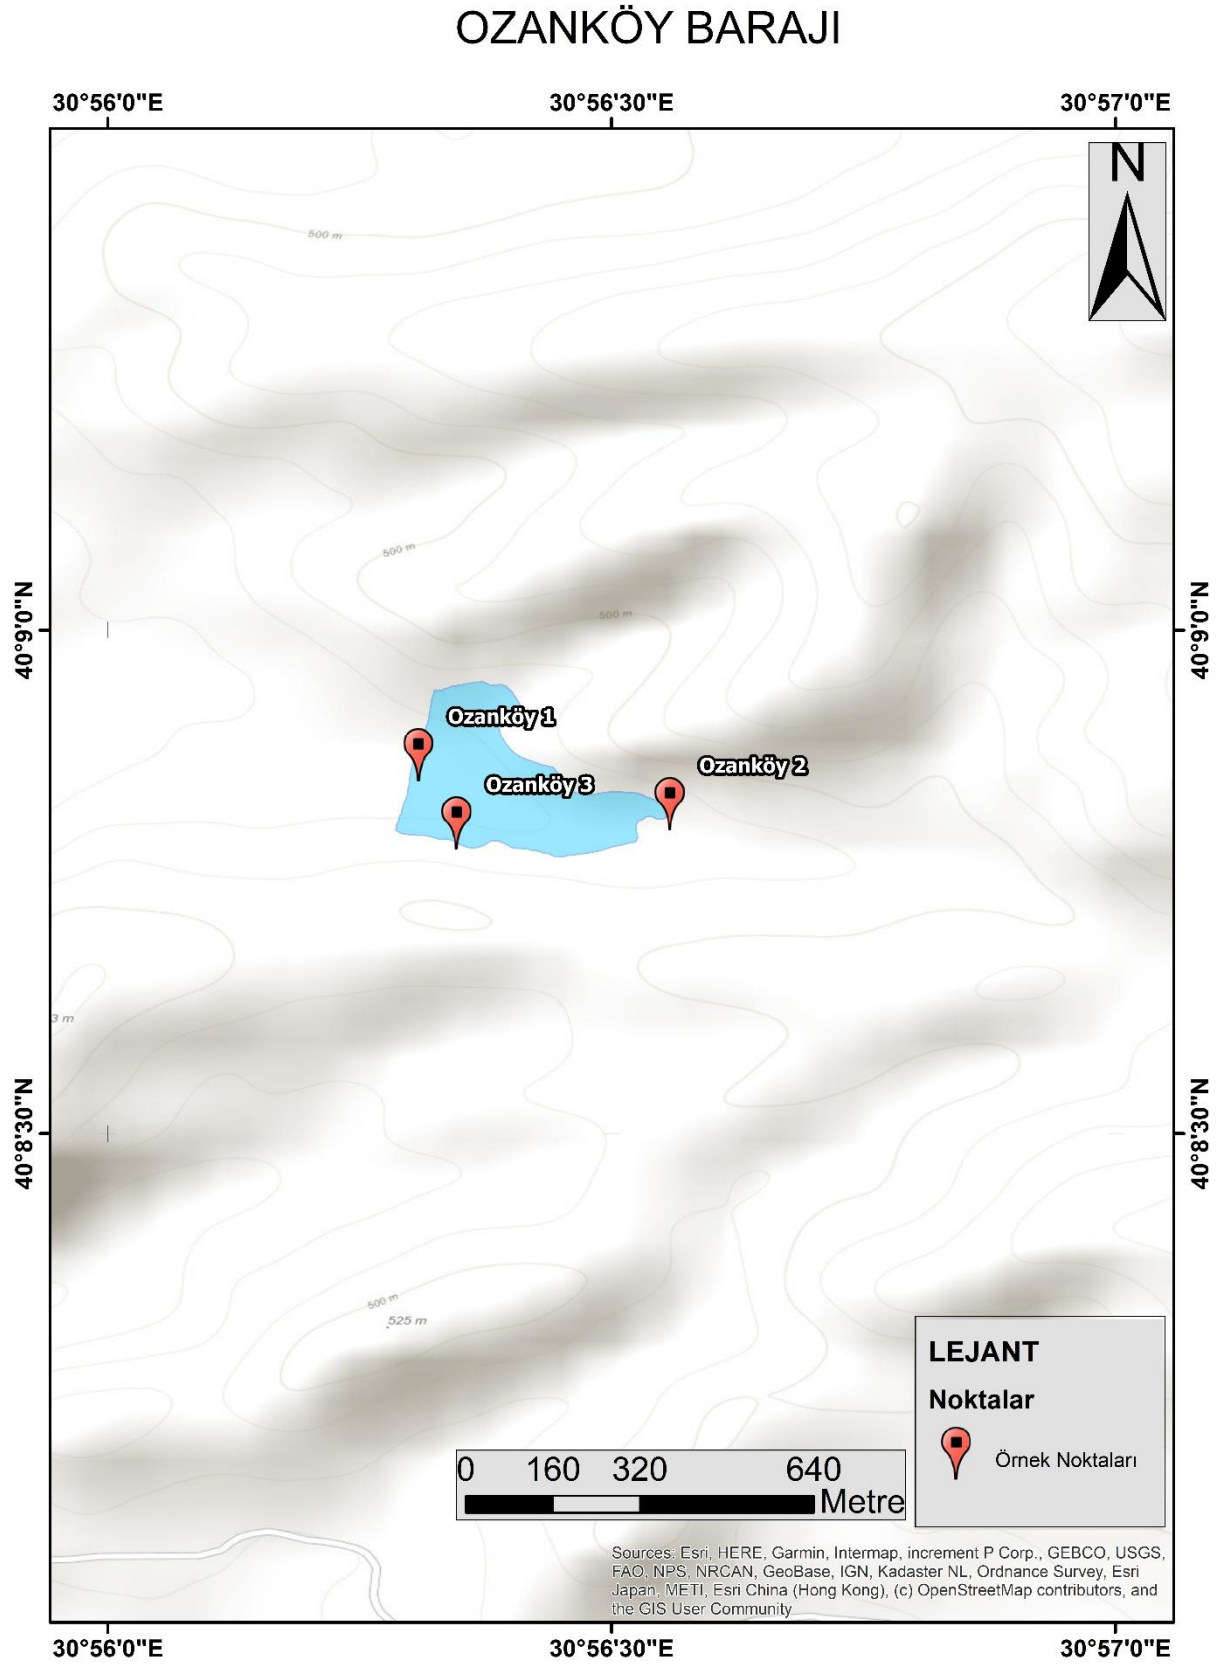 OZANKÖY BARAJI
30°56'0"E 30°56'30"E 30°57'0"E
N
500 m
500 m
40°9'0"N 40°9'0"N
500 m
Ozanköy 1
Ozanköy 2
Ozanköy 3
3 m
40°8'30"N 40°8'30"N
500 m
525 m
LEJANT
Noktalar
Örnek Noktaları
0 160 320 640
Metre
Sources: Esri, HERE, Garmin, Intermap, increment P Corp., GEBCO, USGS,
FAO, NPS, NRCAN, GeoBase, IGN, Kadaster NL, Ordnance Survey, Esri
Japan, METI, Esri China (Hong Kong), (c) OpenStreetMap contributors, and
the GIS User Community
30°56'0"E 30°56'30"E 30°57'0"E